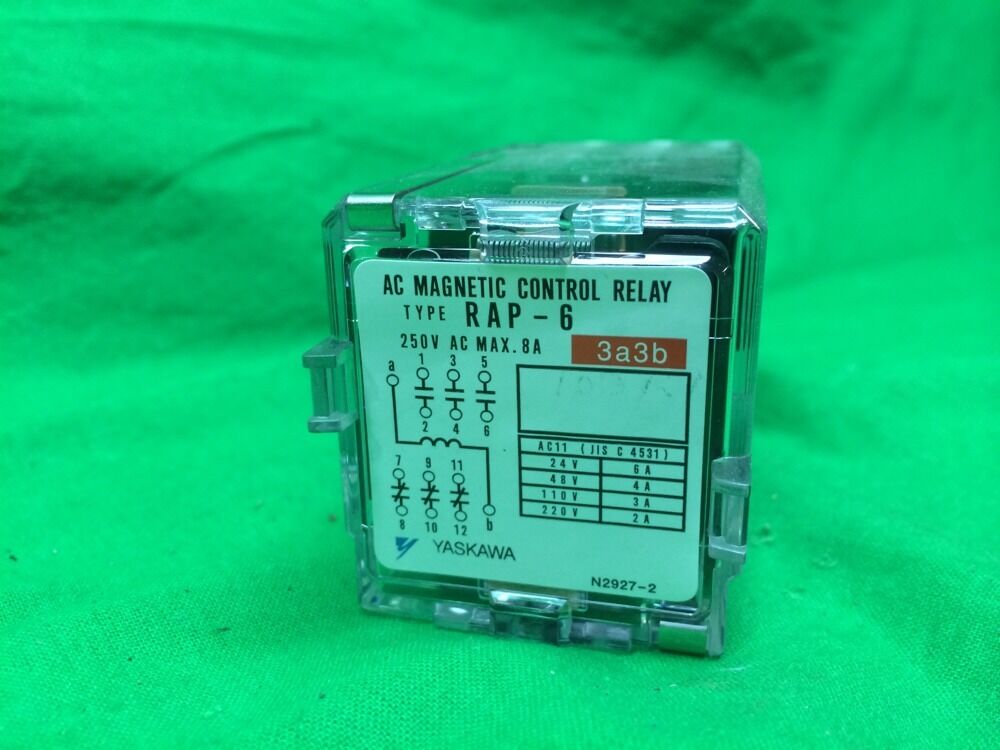 AC MAGNETIC CONTROL RELAY
TYPE RAP-6
250V AC MAX. 8A
3a3b
a 1 3 5
2 4 6
7 9 11
8 10 12 b
AC11 (JIS C 4531)
24V 6A
48V 4A
110V 3A
220V 2A
YASKAWA
N2927-2